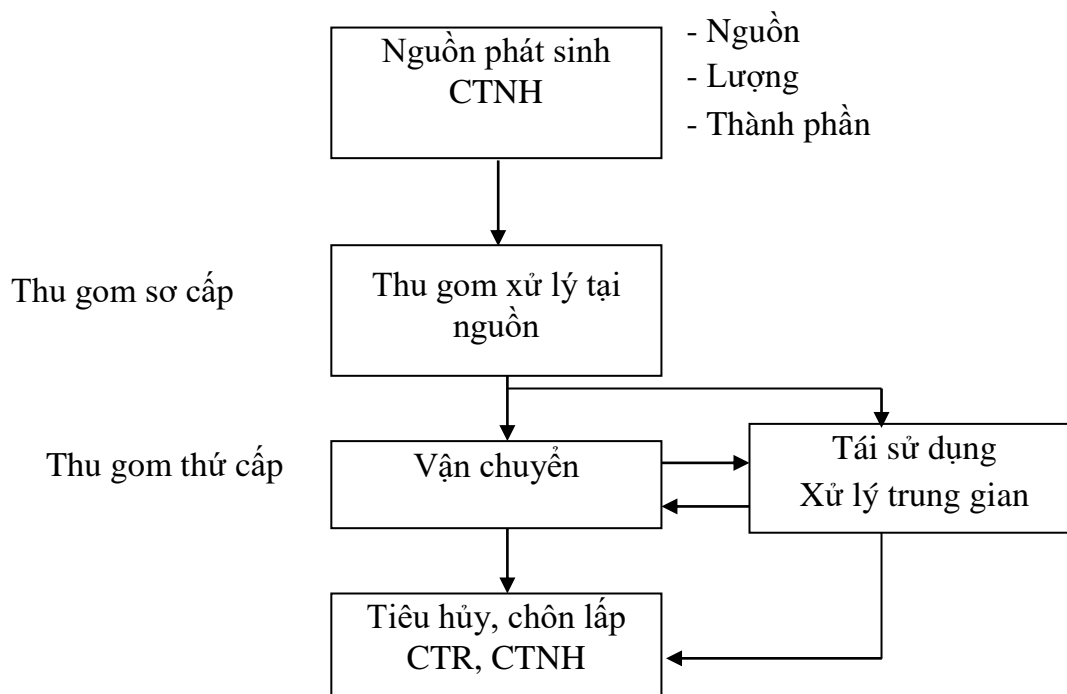 Nguồn phát sinh
CTNH
- Nguồn
- Lượng
- Thành phần
Thu gom sơ cấp
Thu gom xử lý tại
nguồn
Thu gom thứ cấp
Vận chuyển
Tái sử dụng
Xử lý trung gian
Tiêu hủy, chôn lấp
CTR, CTNH